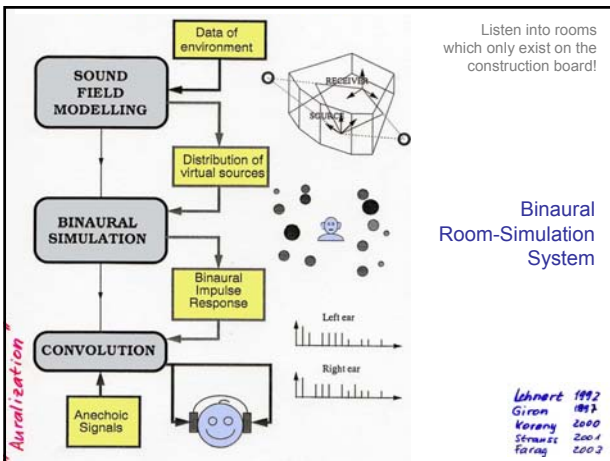 Data of
environment
SOUND
FIELD
MODELLING
RECEIVER
SOURCE
Distribution of
virtual sources
BINAURAL
SIMULATION
Binaural
Impulse
Response
Left ear
CONVOLUTION
Right ear
Anechoic
Signals
"Auralization"
Listen into rooms
which only exist on the
construction board!
Binaural
Room-Simulation
System
Lehnert 1992
Giron 1997
Korany 2000
Strauss 2001
Farag 2003